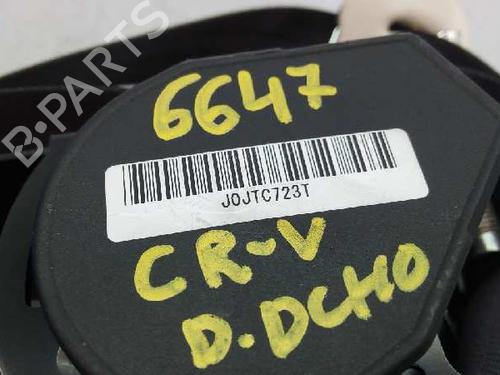 B-PARTS
6647
J0JTC723T
CR-V
D.DCHO